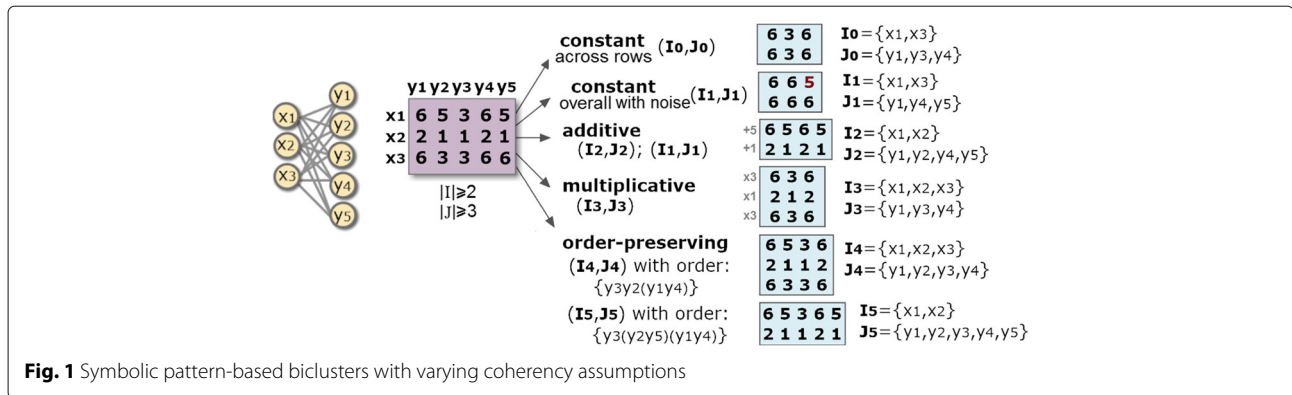 x1
x2
x3
y1
y2
y3
y4
y5
y1 y2 y3 y4 y5
x1 6 5 3 6 5
x2 2 1 1 2 1
x3 6 3 3 6 6
|I|⩾2
|J|⩾3
constant
across rows (I0,J0)
6 3 6
6 3 6
I0={x1,x3}
J0={y1,y3,y4}
constant
overall with noise (I1,J1)
6 6 5
6 6 6
I1={x1,x3}
J1={y1,y4,y5}
additive
(I2,J2); (I1,J1)
+5 6 5 6 5
+1 2 1 2 1
I2={x1,x2}
J2={y1,y2,y4,y5}
multiplicative
(I3,J3)
x3 6 3 6
x1 2 1 2
x3 6 3 6
I3={x1,x2,x3}
J3={y1,y3,y4}
order-preserving
(I4,J4) with order:
{y3y2(y1y4)}
6 5 3 6
2 1 1 2
6 3 3 6
I4={x1,x2,x3}
J4={y1,y2,y3,y4}
(I5,J5) with order:
{y3(y2y5)(y1y4)}
6 5 3 6 5
2 1 1 2 1
I5={x1,x2}
J5={y1,y2,y3,y4,y5}
Fig. 1 Symbolic pattern-based biclusters with varying coherency assumptions